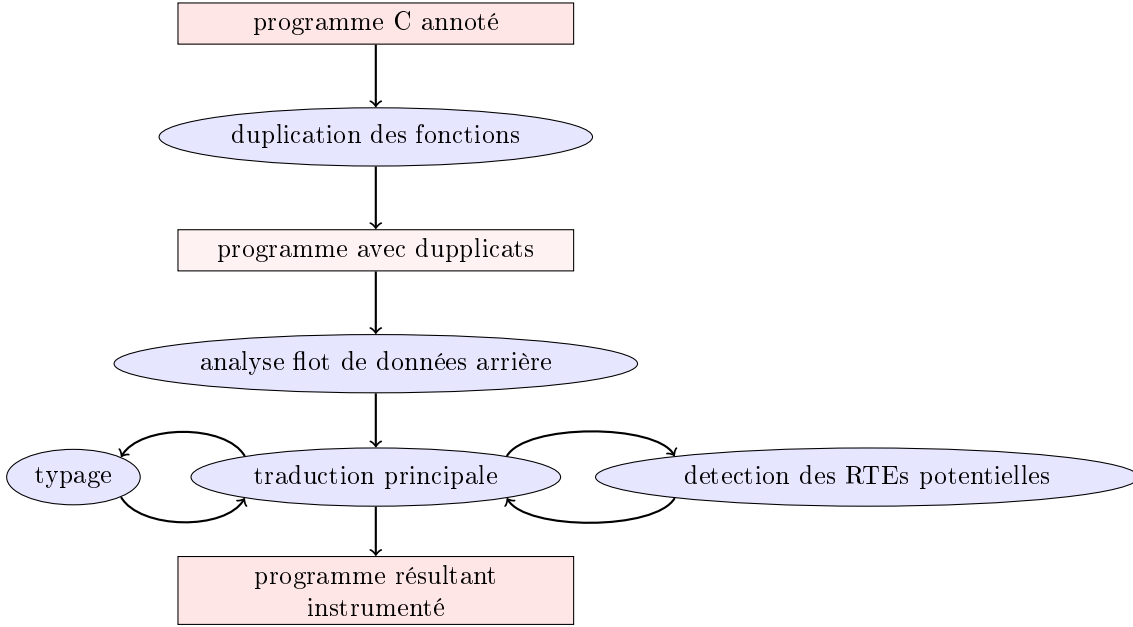 programme C annoté
duplication des fonctions
programme avec dupplicats
analyse flot de données arrière
typage
traduction principale
detection des RTEs potentielles
programme résultant
instrumenté